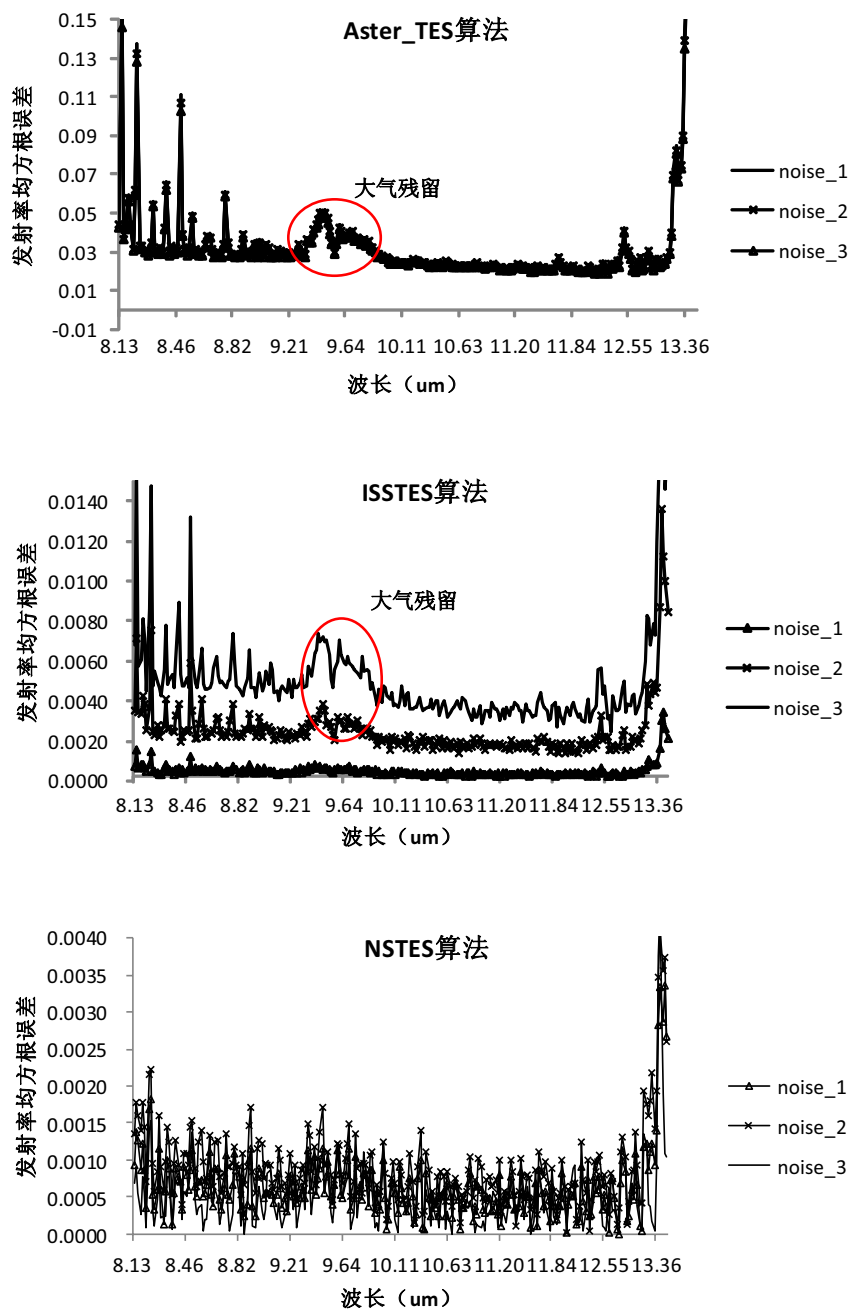 Aster_TES算法
发射率均方根误差
0.15
0.13
0.11
0.09
0.07
0.05
0.03
0.01
-0.01
大气残留
noise_1
noise_2
noise_3
8.13 8.46 8.82 9.21 9.64 10.11 10.63 11.20 11.84 12.55 13.36
波长（um）
ISSTES算法
发射率均方根误差
0.0140
0.0120
0.0100
0.0080
0.0060
0.0040
0.0020
0.0000
大气残留
noise_1
noise_2
noise_3
8.13 8.46 8.82 9.21 9.64 10.11 10.63 11.20 11.84 12.55 13.36
波长（um）
NSTES算法
发射率均方根误差
0.0040
0.0035
0.0030
0.0025
0.0020
0.0015
0.0010
0.0005
0.0000
noise_1
noise_2
noise_3
8.13 8.46 8.82 9.21 9.64 10.11 10.63 11.20 11.84 12.55 13.36
波长（um）